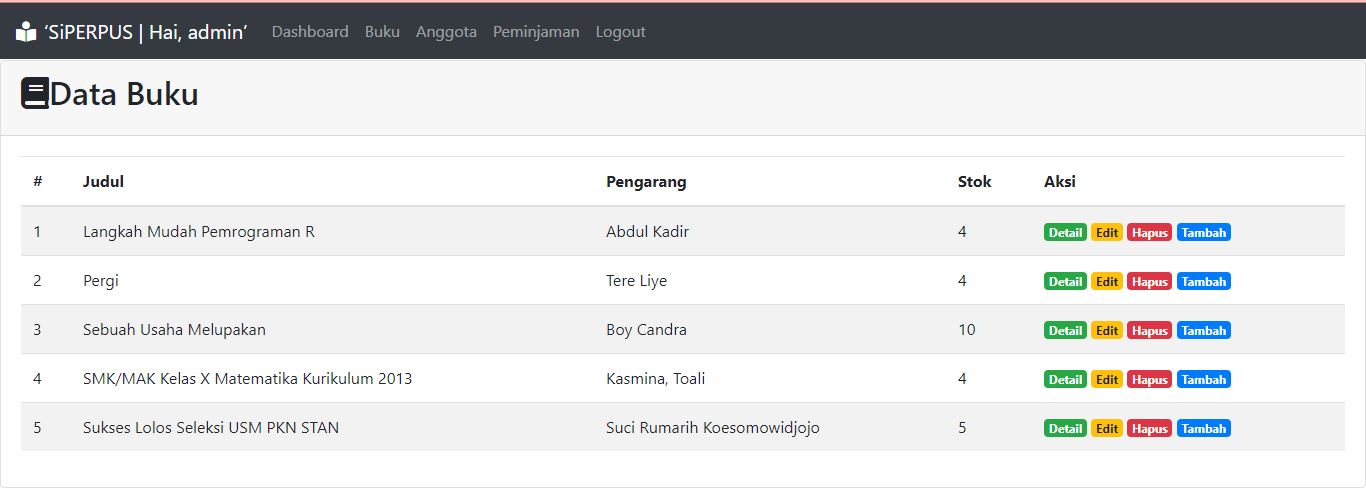 ‘SiPERPUS | Hai, admin’ Dashboard Buku Anggota Peminjaman Logout
Data Buku
# Judul Pengarang Stok Aksi
1 Langkah Mudah Pemrograman R Abdul Kadir 4 Detail Edit Hapus Tambah
2 Pergi Tere Liye 4 Detail Edit Hapus Tambah
3 Sebuah Usaha Melupakan Boy Candra 10 Detail Edit Hapus Tambah
4 SMK/MAK Kelas X Matematika Kurikulum 2013 Kasmina, Toali 4 Detail Edit Hapus Tambah
5 Sukses Lolos Seleksi USM PKN STAN Suci Rumarih Koesomowidjojo 5 Detail Edit Hapus Tambah